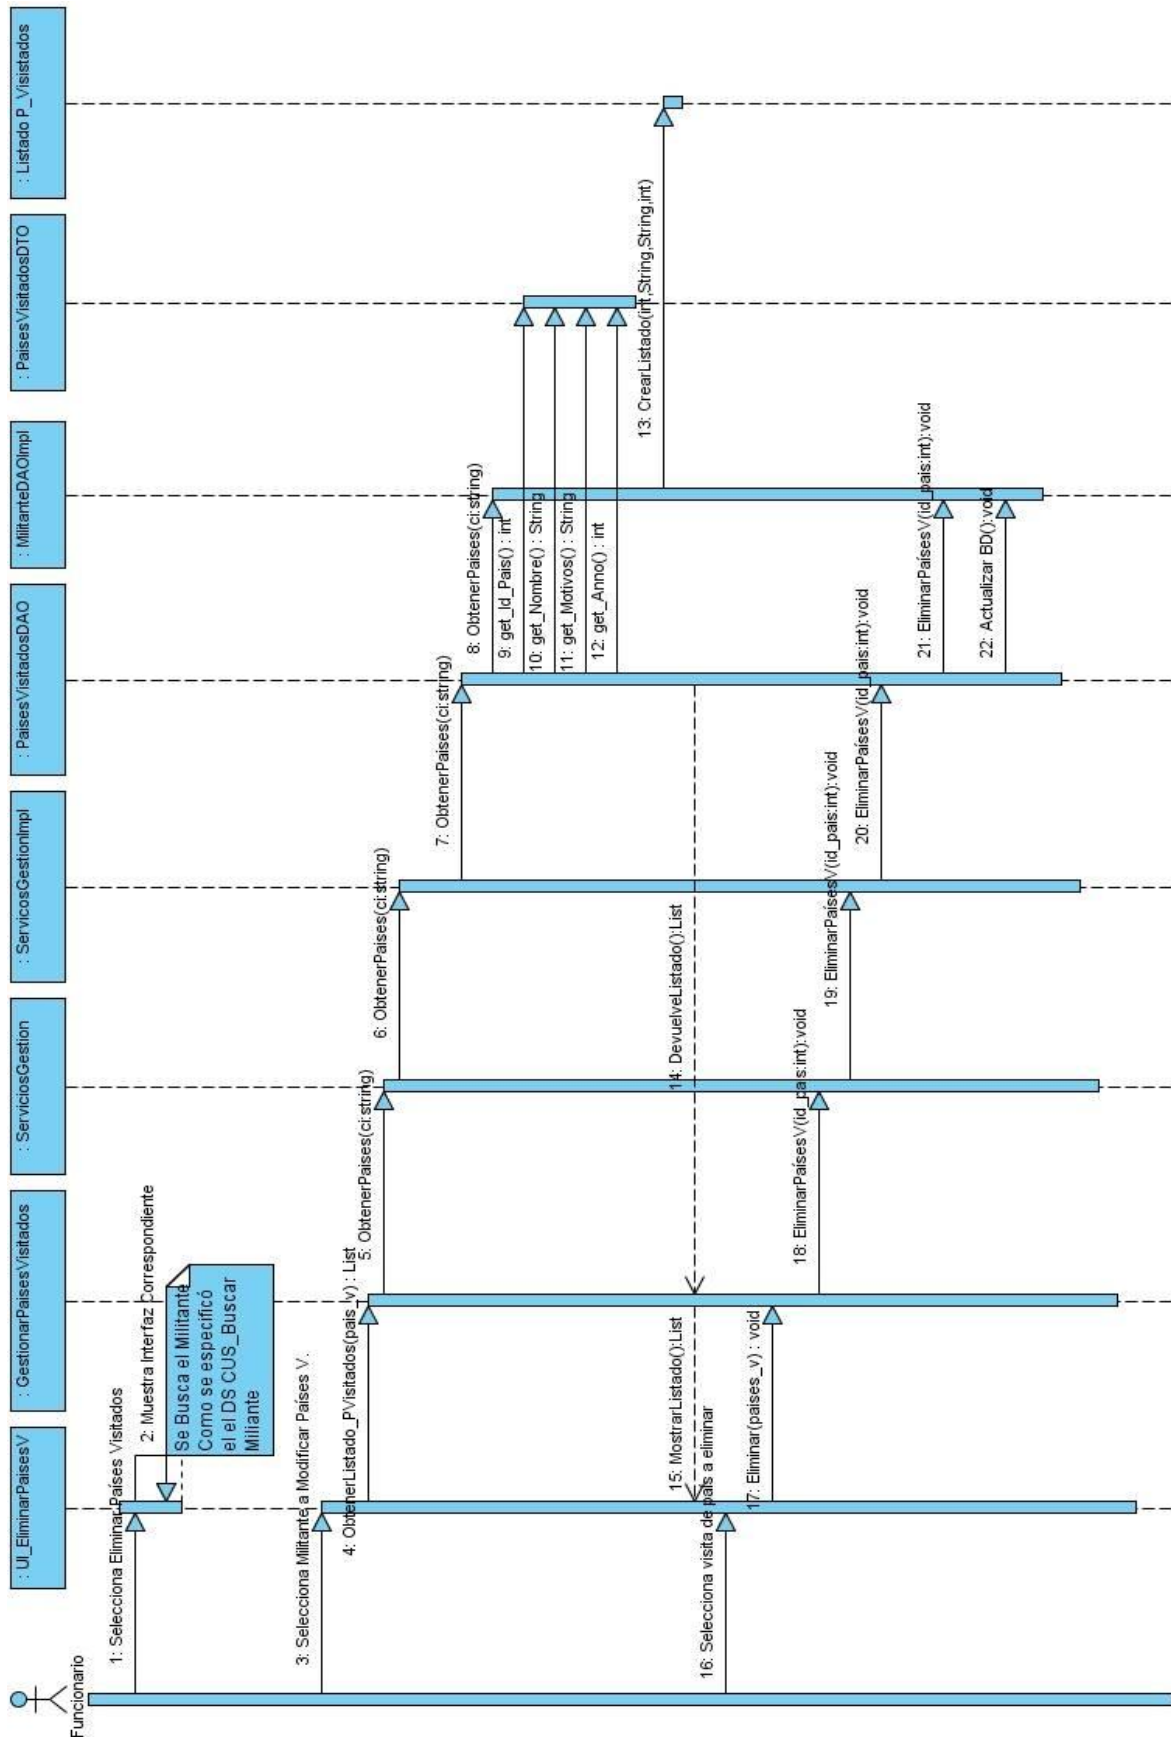 Funcionario
: UI_EliminarPaisesV
: GestionarPaisesVisitados
: ServiciosGestion
: ServicosGestionImpl
: PaisesVisitadosDAO
: MilitanteDAOImpl
: PaisesVisitadosDTO
: Listado P_Visistados
1: Selecciona Eliminar Países Visitados
2: Muestra Interfaz Correspondiente
Se Busca el Militante
Como se especificó
el el DS CUS_Buscar
Miliante
3: Selecciona Militante a Modificar Países V.
4: ObtenerListado_PVisitados(pais_v) : List
5: ObtenerPaises(ci:string)
6: ObtenerPaises(ci:string)
7: ObtenerPaises(ci:string)
8: ObtenerPaises(ci:string)
9: get_Id_Pais() : int
10: get_Nombre() : String
11: get_Motivos() : String
12: get_Anno() : int
13: CrearListado(int,String,String,int)
14: DevuelveListado():List
15: MostrarListado():List
16: Selecciona visita de país a eliminar
17: Eliminar(paises_v) : void
18: EliminarPaísesV(id_pais:int):void
19: EliminarPaísesV(id_pais:int):void
20: EliminarPaísesV(id_pais:int):void
21: EliminarPaísesV(id_pais:int):void
22: Actualizar BD():void